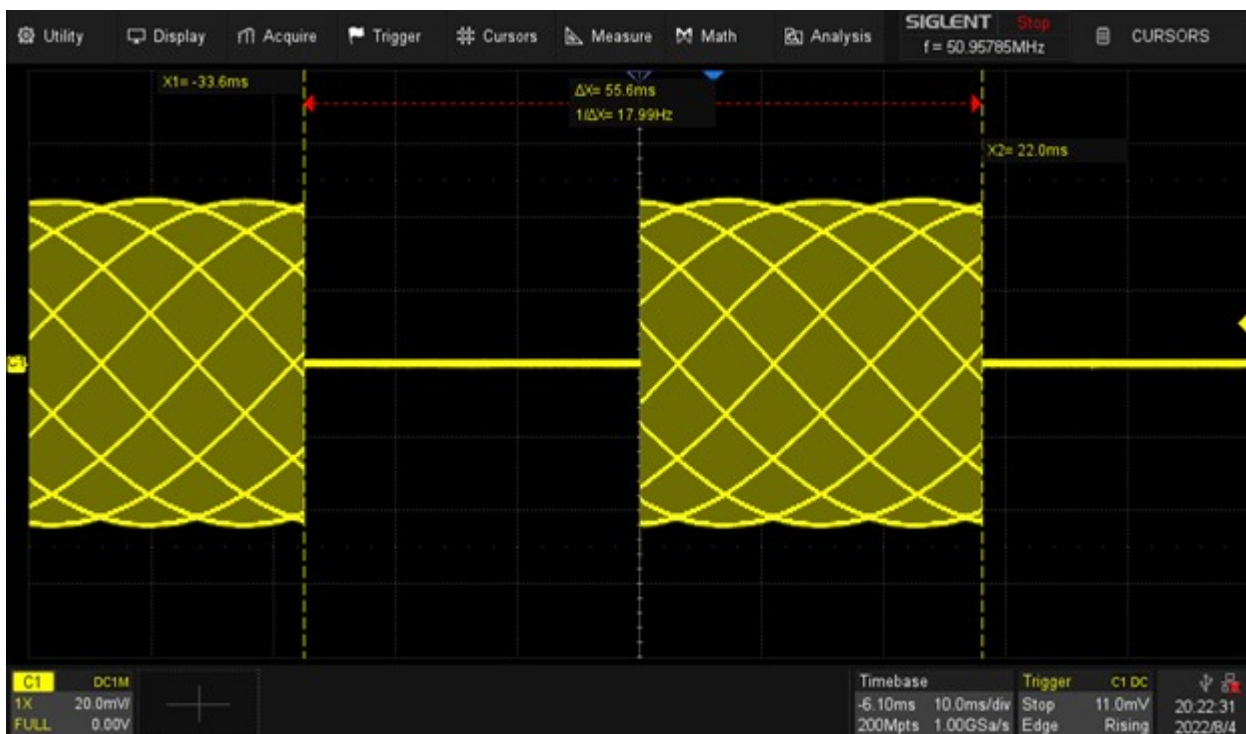 Utility Display Acquire Trigger Cursors Measure Math Analysis SIGLENT Stop CURSORS
f = 50.95785MHz
X1= -33.6ms
ΔX= 55.6ms
1/ΔX= 17.99Hz
X2= 22.0ms
C1
C1 DC1M
1X 20.0mV/
FULL 0.00V
Timebase
-6.10ms 10.0ms/div
200Mpts 1.00GSa/s
Trigger C1 DC
Stop 11.0mV
Edge Rising
20:22:31
2022/8/4